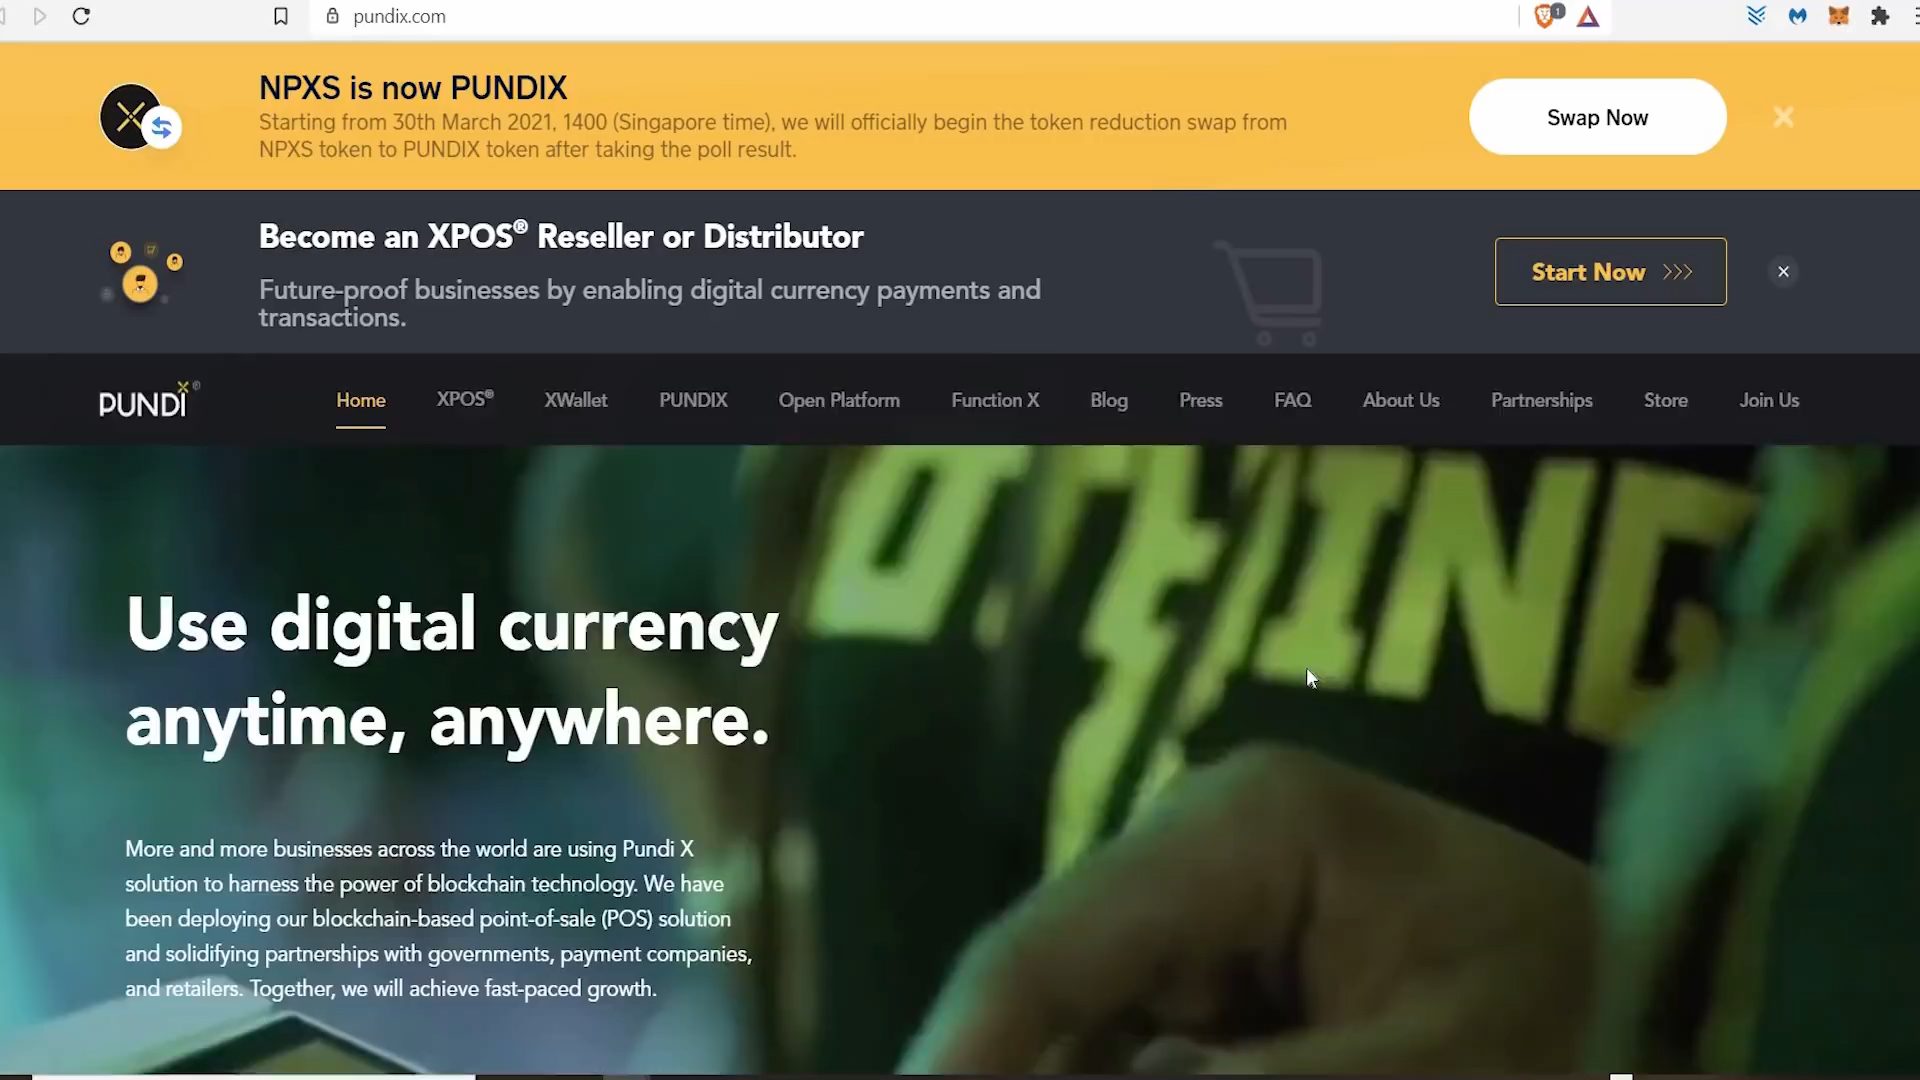 pundix.com
1
NPXS is now PUNDIX
Starting from 30th March 2021, 1400 (Singapore time), we will officially begin the token reduction swap from
NPXS token to PUNDIX token after taking the poll result.
Swap Now
Become an XPOS® Reseller or Distributor
Future-proof businesses by enabling digital currency payments and
transactions.
Start Now
PUNDI X ®
Home XPOS® XWallet PUNDIX Open Platform Function X Blog Press FAQ About Us Partnerships Store Join Us
Use digital currency
anytime, anywhere.
More and more businesses across the world are using Pundi X
solution to harness the power of blockchain technology. We have
been deploying our blockchain-based point-of-sale (POS) solution
and solidifying partnerships with governments, payment companies,
and retailers. Together, we will achieve fast-paced growth.